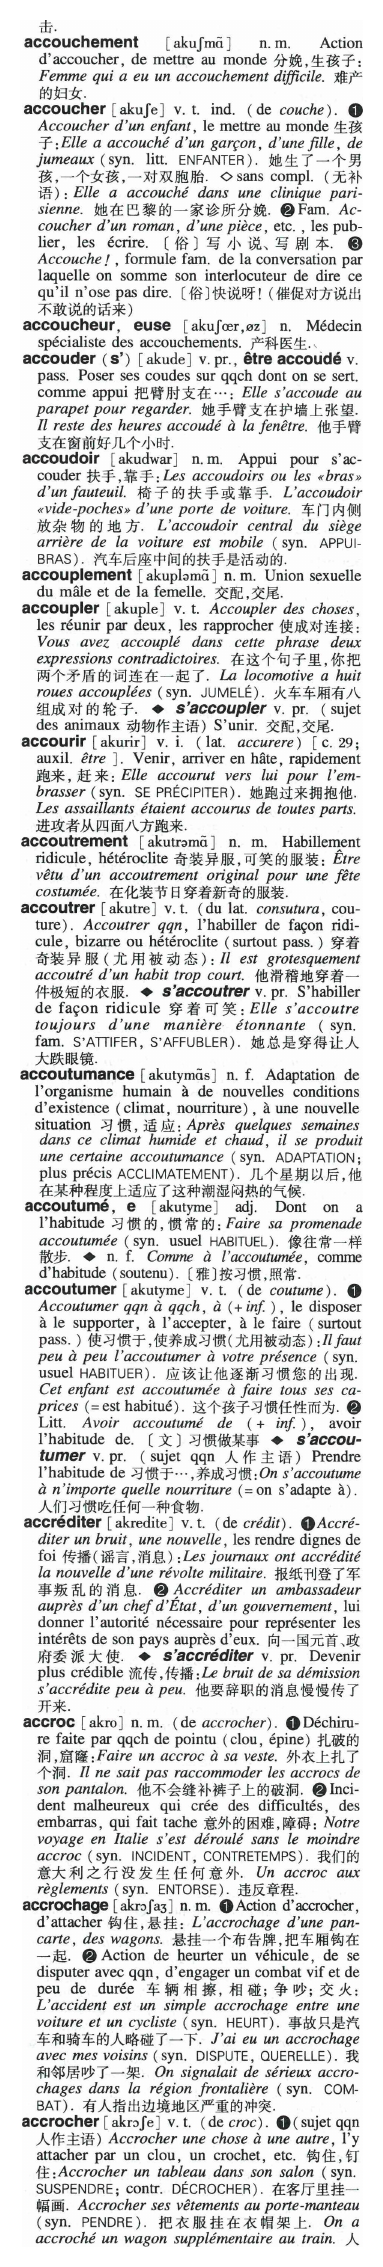 击.
accouchement [akuʃmã] n. m. Action
d'accoucher, de mettre au monde 分娩,生孩子:
Femme qui a eu un accouchement difficile. 难产
的妇女.
accoucher [akuʃe] v. t. ind. (de couche). ❶
Accoucher d'un enfant, le mettre au monde 生孩
子:Elle a accouché d'un garçon, d'une fille, de
jumeaux (syn. litt. ENFANTER). 她生了一个男
孩,一个女孩,一对双胞胎. ◇ sans compl. (无补
语): Elle a accouché dans une clinique pari-
sienne. 她在巴黎的一家诊所分娩. ❷ Fam. Ac-
coucher d'un roman, d'une pièce, etc., les pub-
lier, les écrire. [俗] 写小说、写剧本. ❸
Accouche!, formule fam. de la conversation par
laquelle on somme son interlocuteur de dire ce
qu'il n'ose pas dire. [俗]快说呀! (催促对方说出
不敢说的话来)
accoucheur, euse [akuʃœr,øz] n. Médecin
spécialiste des accouchements. 产科医生.
accouder (s') [akude] v. pr., être accoudé v.
pass. Poser ses coudes sur qqch dont on se sert.
comme appui 把臂肘支在…: Elle s'accoude au
parapet pour regarder. 她手臂支在护墙上张望.
Il reste des heures accoudé à la fenêtre. 他手臂
支在窗前好几个小时.
accoudoir [akudwar] n. m. Appui pour s'ac-
couder 扶手,靠手: Les accoudoirs ou les «bras»
d'un fauteuil. 椅子的扶手或靠手. L'accoudoir
«vide-poches» d'une porte de voiture. 车门内侧
放杂物的地方. L'accoudoir central du siège
arrière de la voiture est mobile (syn. APPUI-
BRAS). 汽车后座中间的扶手是活动的.
accouplement [akupləmã] n. m. Union sexuelle
du mâle et de la femelle. 交配,交尾.
accoupler [akuple] v. t. Accoupler des choses,
les réunir par deux, les rapprocher 使成对连接:
Vous avez accouplé dans cette phrase deux
expressions contradictoires. 在这个句子里,你把
两个矛盾的词连在一起了. La locomotive a huit
roues accouplées (syn. JUMELÉ). 火车车厢有八
组成对的轮子. ◆ s'accoupler v. pr. (sujet
des animaux 动物作主语) S'unir. 交配,交尾.
accourir [akurir] v. i. (lat. accurere) [c. 29;
auxil. être ]. Venir, arriver en hâte, rapidement
跑来,赶来: Elle accourut vers lui pour l'em-
brasser (syn. SE PRÉCIPITER). 她跑过来拥抱他.
Les assaillants étaient accourus de toutes parts.
进攻者从四面八方跑来.
accoutrement [akutrəmã] n. m. Habillement
ridicule, hétéroclite 奇装异服,可笑的服装: Être
vêtu d'un accoutrement original pour une fête
costumée. 在化装节日穿着新奇的服装.
accoutrer [akutre] v. t. (du lat. consutura, cou-
ture). Accoutrer qqn, l'habiller de façon ridi-
cule, bizarre ou hétéroclite (surtout pass.) 穿着
奇装异服(尤用被动态): Il est grotesquement
accoutré d'un habit trop court. 他滑稽地穿着一
件极短的衣服. ◆ s'accoutrer v. pr. S'habiller
de façon ridicule 穿着可笑: Elle s'accoutre
toujours d'une manière étonnante (syn.
fam. S'ATTIFER, S'AFFUBLER). 她总是穿得让人
大跌眼镜.
accoutumance [akutymãs] n. f. Adaptation de
l'organisme humain à de nouvelles conditions
d'existence (climat, nourriture), à une nouvelle
situation 习惯,适应: Après quelques semaines
dans ce climat humide et chaud, il se produit
une certaine accoutumance (syn. ADAPTATION;
plus précis ACCLIMATEMENT). 几个星期以后,他
在某种程度上适应了这种潮湿闷热的气候.
accoutumé, e [akutyme] adj. Dont on a
l'habitude 习惯的,惯常的: Faire sa promenade
accoutumée (syn. usuel HABITUEL). 像往常一样
散步. ◆ n. f. Comme à l'accoutumée, comme
d'habitude (soutenu). [雅]按习惯,照常.
accoutumer [akutyme] v. t. (de coutume). ❶
Accoutumer qqn à qqch, à (+ inf.), le disposer
à le supporter, à l'accepter, à le faire (surtout
pass.) 使习惯于,使养成习惯(尤用被动态):Il faut
peu à peu l'accoutumer à votre présence (syn.
usuel HABITUER). 应该让他逐渐习惯您的出现.
Cet enfant est accoutumée à faire tous ses ca-
prices (= est habitué). 这个孩子习惯任性而为. ❷
Litt. Avoir accoutumé de (+ inf.), avoir
l'habitude de. [文] 习惯做某事 ◆ s'accou-
tumer v. pr. (sujet qqn 人作主语) Prendre
l'habitude de 习惯于…,养成习惯:On s'accoutume
à n'importe quelle nourriture (= on s'adapte à).
人们习惯吃任何一种食物.
accréditer [akredite] v. t. (de crédit). ❶Accré-
diter un bruit, une nouvelle, les rendre dignes de
foi 传播(谣言,消息):Les journaux ont accrédité
la nouvelle d'une révolte militaire. 报纸刊登了军
事叛乱的消息. ❷ Accréditer un ambassadeur
auprès d'un chef d'État, d'un gouvernement, lui
donner l'autorité nécessaire pour représenter les
intérêts de son pays auprès d'eux. 向一国元首、政
府委派大使. ◆ s'accréditer v. pr. Devenir
plus crédible 流传,传播:Le bruit de sa démission
s'accrédite peu à peu. 他要辞职的消息慢慢传了
开来.
accroc [akro] n. m. (de accrocher). ❶Déchiru-
re faite par qqch de pointu (clou, épine) 扎破的
洞,窟窿:Faire un accroc à sa veste. 外衣上扎了
个洞. Il ne sait pas raccommoder les accrocs de
son pantalon. 他不会缝补裤子上的破洞. ❷Inci-
dent malheureux qui crée des difficultés, des
embarras, qui fait tache 意外的困难,障碍: Notre
voyage en Italie s'est déroulé sans le moindre
accroc (syn. INCIDENT, CONTRETEMPS). 我们的
意大利之行没发生任何意外. Un accroc aux
règlements (syn. ENTORSE). 违反章程.
accrochage [akrɔʃaʒ] n. m. ❶Action d'accrocher,
d'attacher 钩住,悬挂: L'accrochage d'une pan-
carte, des wagons. 悬挂一个布告牌,把车厢钩在
一起. ❷ Action de heurter un véhicule, de se
disputer avec qqn, d'engager un combat vif et de
peu de durée 车辆相擦,相碰;争吵;交火:
L'accident est un simple accrochage entre une
voiture et un cycliste (syn. HEURT). 事故只是汽
车和骑车的人略碰了一下. J'ai eu un accrochage
avec mes voisins (syn. DISPUTE, QUERELLE). 我
和邻居吵了一架. On signalait de sérieux accro-
chages dans la région frontalière (syn. COM-
BAT). 有人指出边境地区严重的冲突.
accrocher [akrɔʃe] v. t. (de croc). ❶(sujet qqn
人作主语) Accrocher une chose à une autre, l'y
attacher par un clou, un crochet, etc. 钩住,钉
住:Accrocher un tableau dans son salon (syn.
SUSPENDRE; contr. DÉCROCHER). 在客厅里挂一
幅画. Accrocher ses vêtements au porte-manteau
(syn. PENDRE). 把衣服挂在衣帽架上. On a
accroché un wagon supplémentaire au train. 人